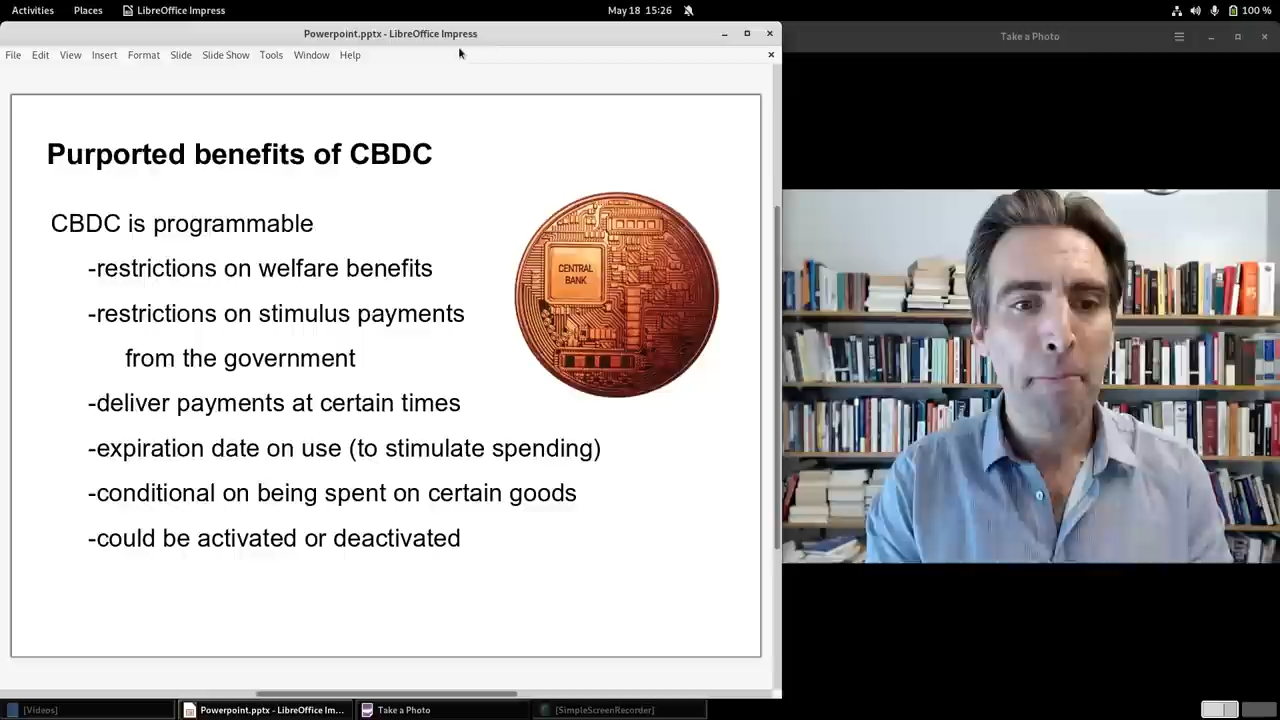 Activities Places LibreOffice Impress May 18 15:26 100 %
Powerpoint.pptx - LibreOffice Impress
Take a Photo
File Edit View Insert Format Slide Slide Show Tools Window Help
Purported benefits of CBDC
CBDC is programmable
-restrictions on welfare benefits
CENTRAL
BANK
-restrictions on stimulus payments
from the government
-deliver payments at certain times
-expiration date on use (to stimulate spending)
-conditional on being spent on certain goods
-could be activated or deactivated
[Videos] Powerpoint.pptx - LibreOffice Im... Take a Photo [SimpleScreenRecorder]